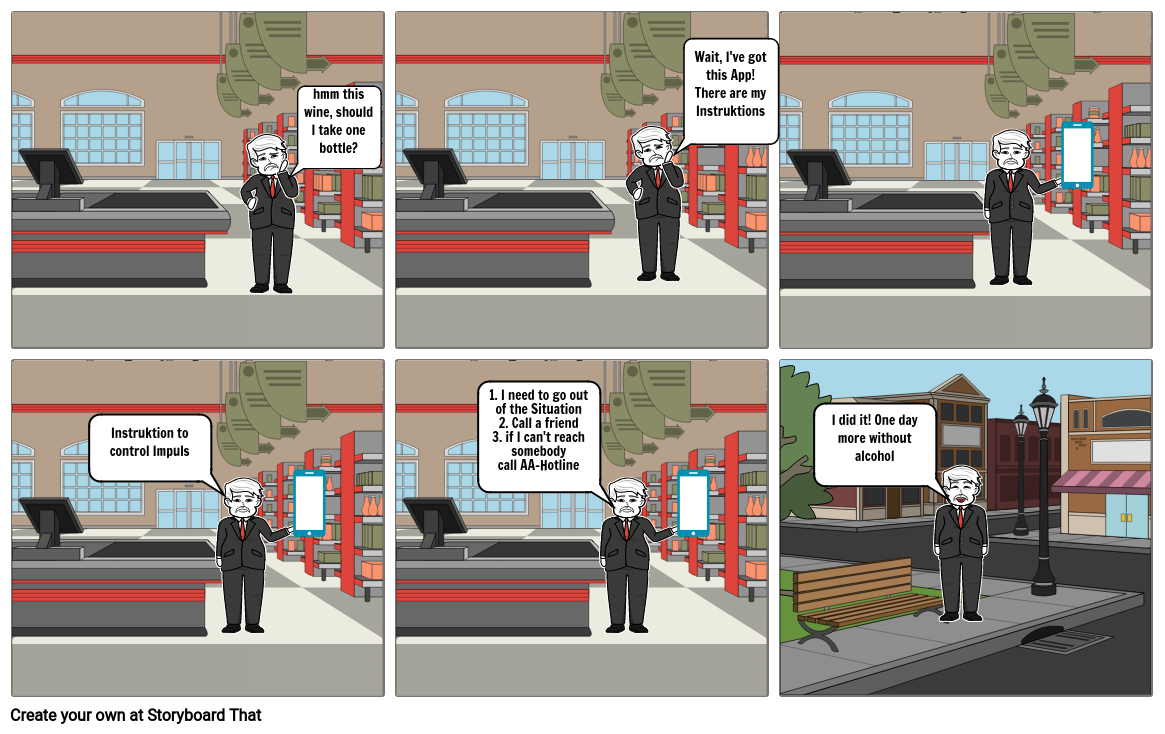 hmm this
wine, should
I take one
bottle?
Wait, I've got
this App!
There are my
Instruktions
Instruktion to
control Impuls
1. I need to go out
of the Situation
2. Call a friend
3. if I can't reach
somebody
call AA-Hotline
I did it! One day
more without
alcohol
Create your own at Storyboard That